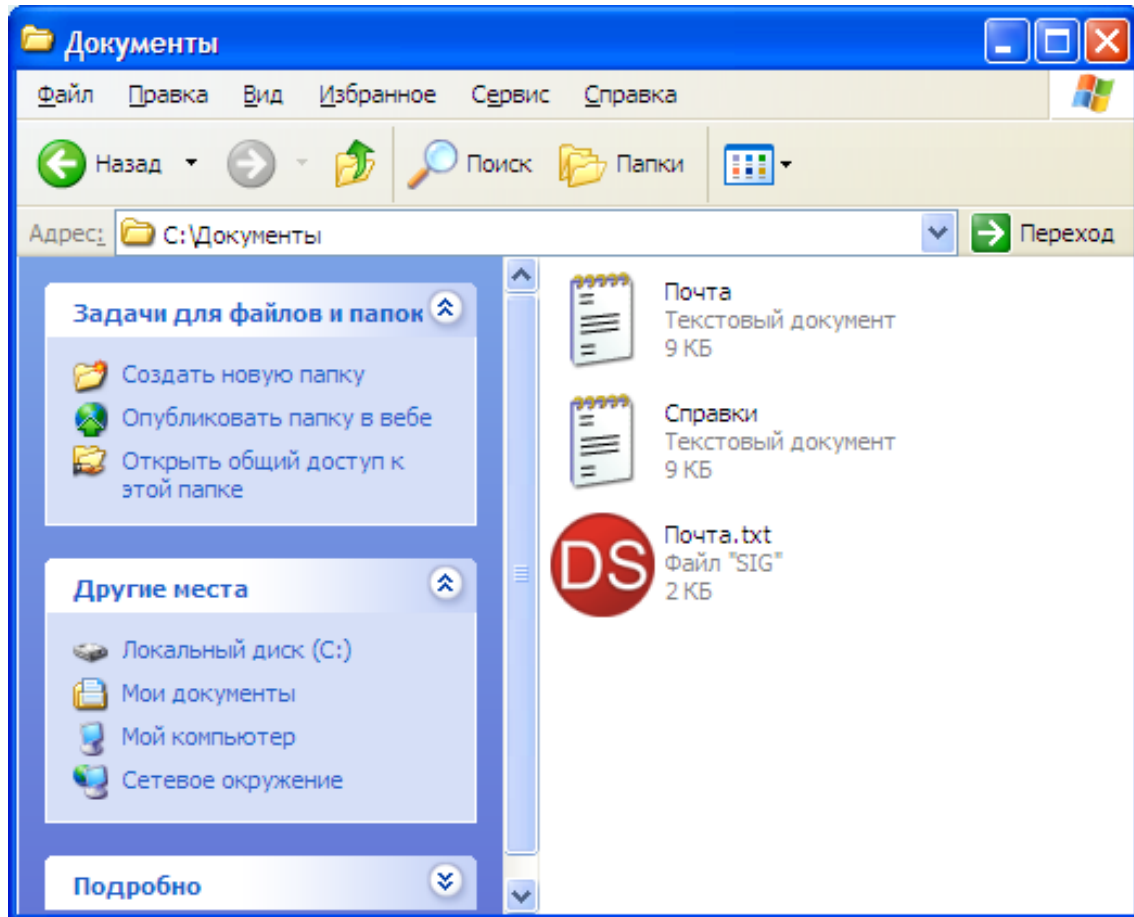 Документы
Файл Правка Вид Избранное Сервис Справка
Назад Поиск Папки
Адрес: C:\Документы Переход
Задачи для файлов и папок
Создать новую папку
Опубликовать папку в вебе
Открыть общий доступ к
этой папке
Другие места
Локальный диск (C:)
Мои документы
Мой компьютер
Сетевое окружение
Подробно
Почта
Текстовый документ
9 КБ
Справки
Текстовый документ
9 КБ
DS
Почта.txt
Файл "SIG"
2 КБ